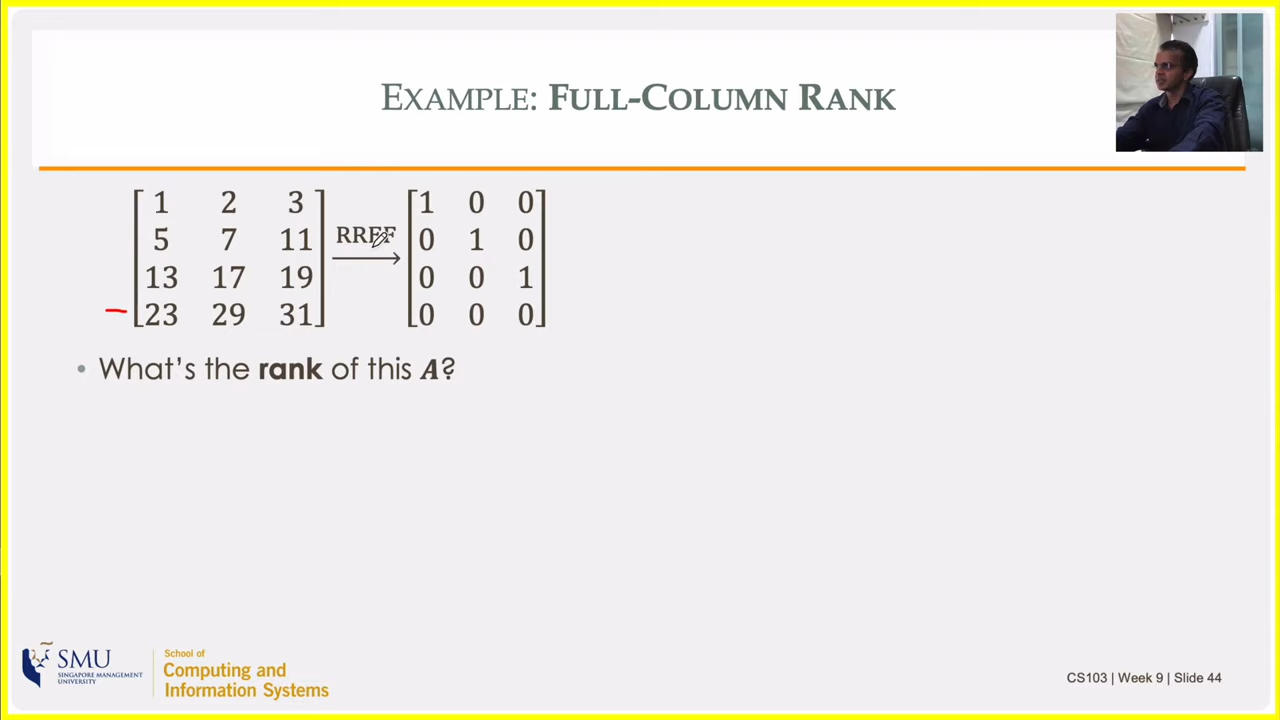 EXAMPLE: FULL-COLUMN RANK
1 2 3
5 7 11
13 17 19
23 29 31
RREF
1 0 0
0 1 0
0 0 1
0 0 0
• What's the rank of this A?
SMU
SINGAPORE MANAGEMENT
UNIVERSITY
School of
Computing and
Information Systems
CS103 | Week 9 | Slide 44